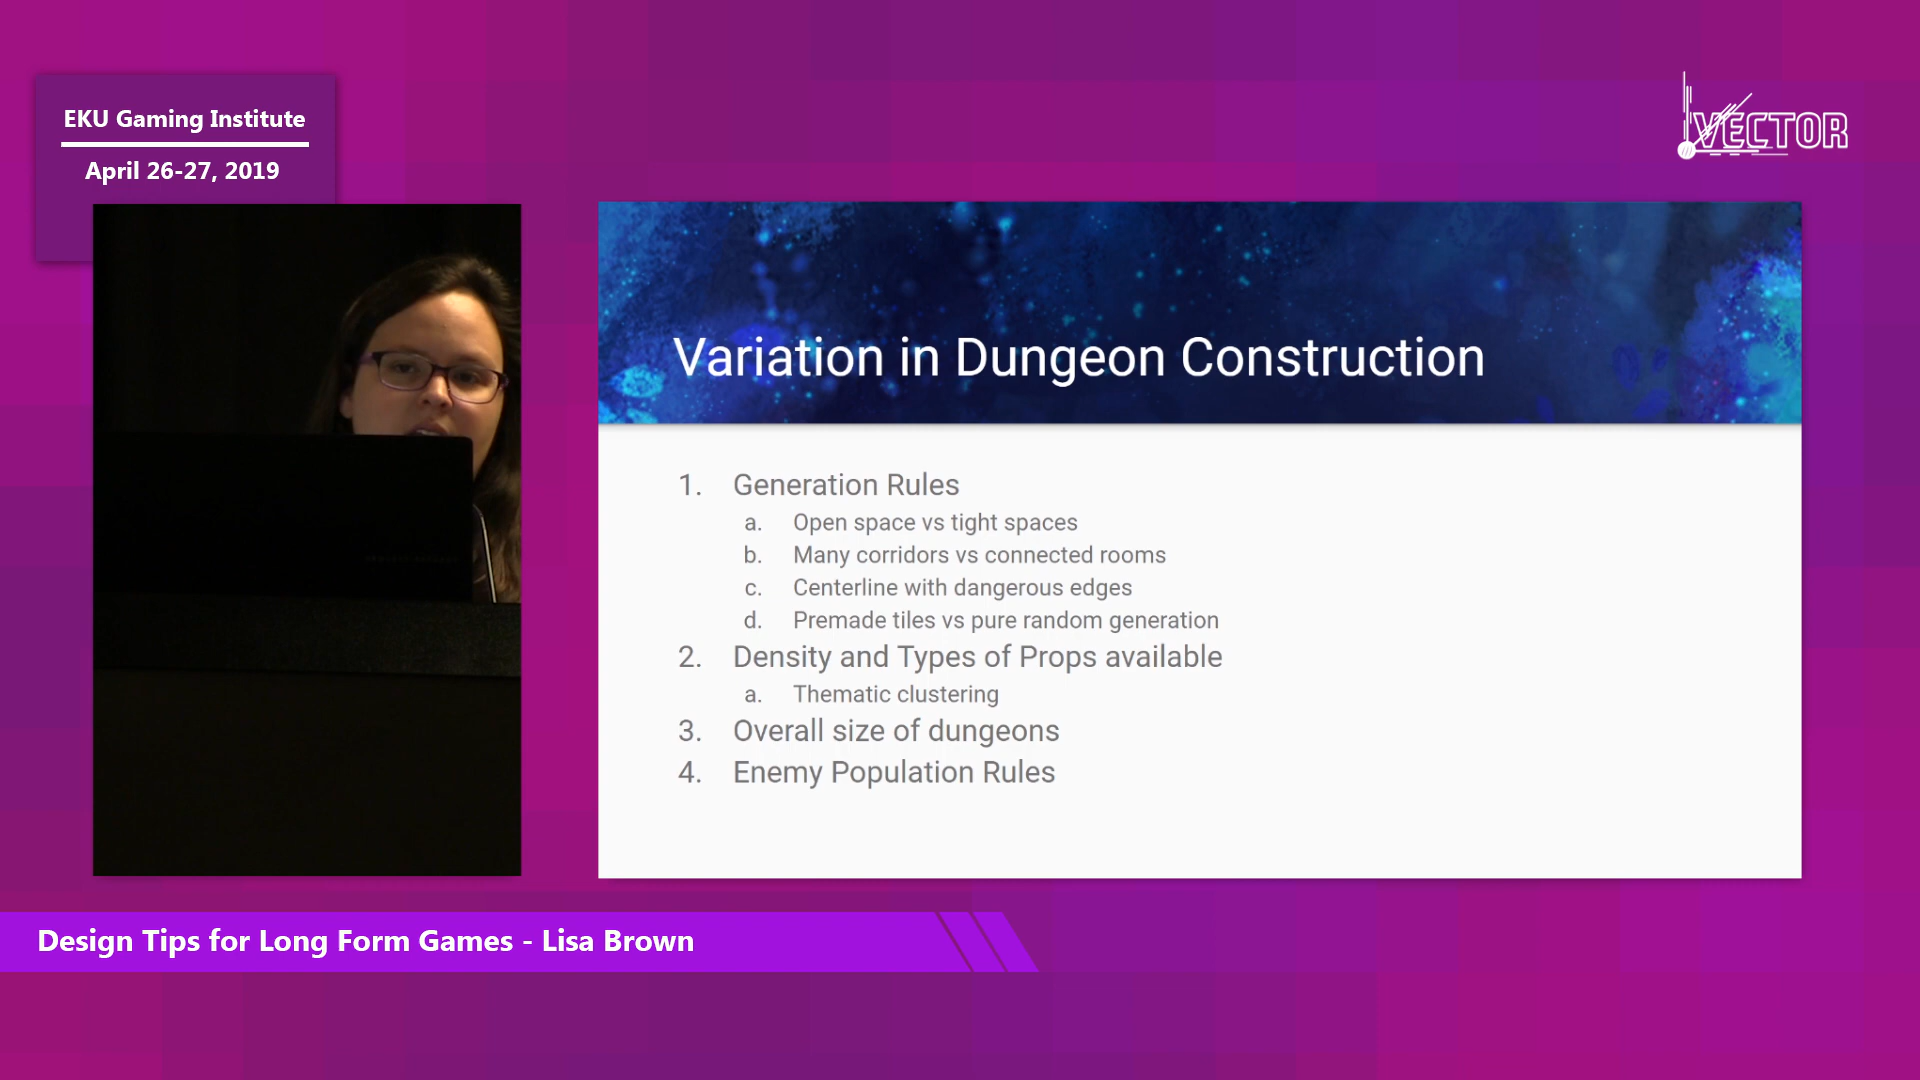 EKU Gaming Institute
April 26-27, 2019
VECTOR
Variation in Dungeon Construction
1. Generation Rules
a. Open space vs tight spaces
b. Many corridors vs connected rooms
c. Centerline with dangerous edges
d. Premade tiles vs pure random generation
2. Density and Types of Props available
a. Thematic clustering
3. Overall size of dungeons
4. Enemy Population Rules
Design Tips for Long Form Games - Lisa Brown